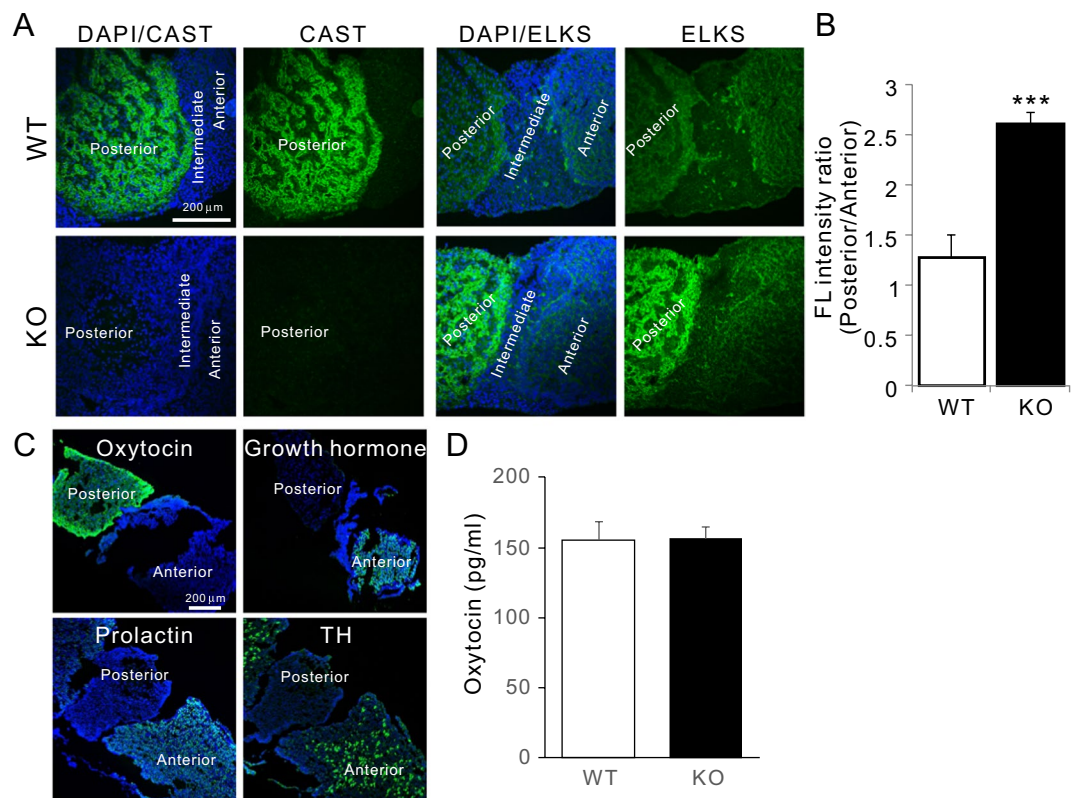 A
DAPI/CAST
CAST
DAPI/ELKS
ELKS
WT
Posterior
Intermediate
Anterior
200 μm
Posterior
Posterior
Intermediate
Anterior
Posterior
KO
Posterior
Intermediate
Anterior
Posterior
Posterior
Intermediate
Anterior
Posterior
B
FL intensity ratio
(Posterior/Anterior)
3
2.5
2
1.5
1
0.5
0
***
WT
KO
C
Oxytocin
Posterior
Anterior
200 μm
Growth hormone
Posterior
Anterior
Prolactin
Posterior
Anterior
TH
Posterior
Anterior
D
Oxytocin (pg/ml)
200
150
100
50
0
WT
KO